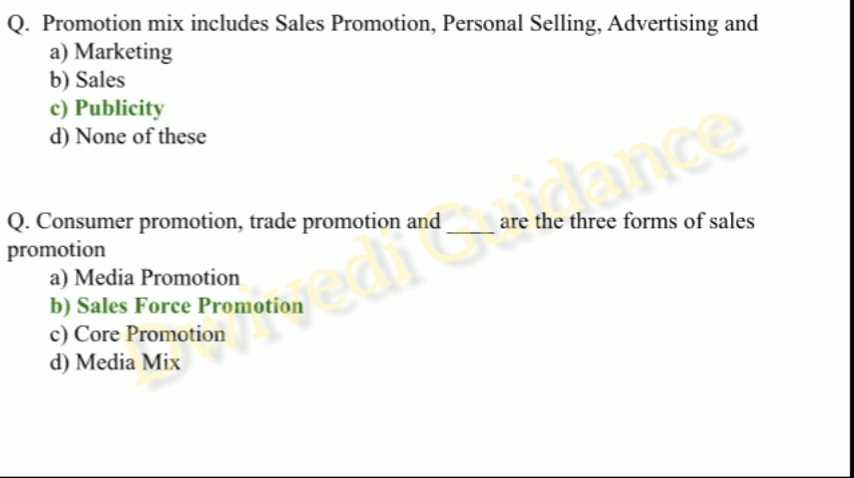 Q. Promotion mix includes Sales Promotion, Personal Selling, Advertising and
a) Marketing
b) Sales
c) Publicity
d) None of these
Q. Consumer promotion, trade promotion and ____ are the three forms of sales
promotion
a) Media Promotion
b) Sales Force Promotion
c) Core Promotion
d) Media Mix
Dwivedi Guidance